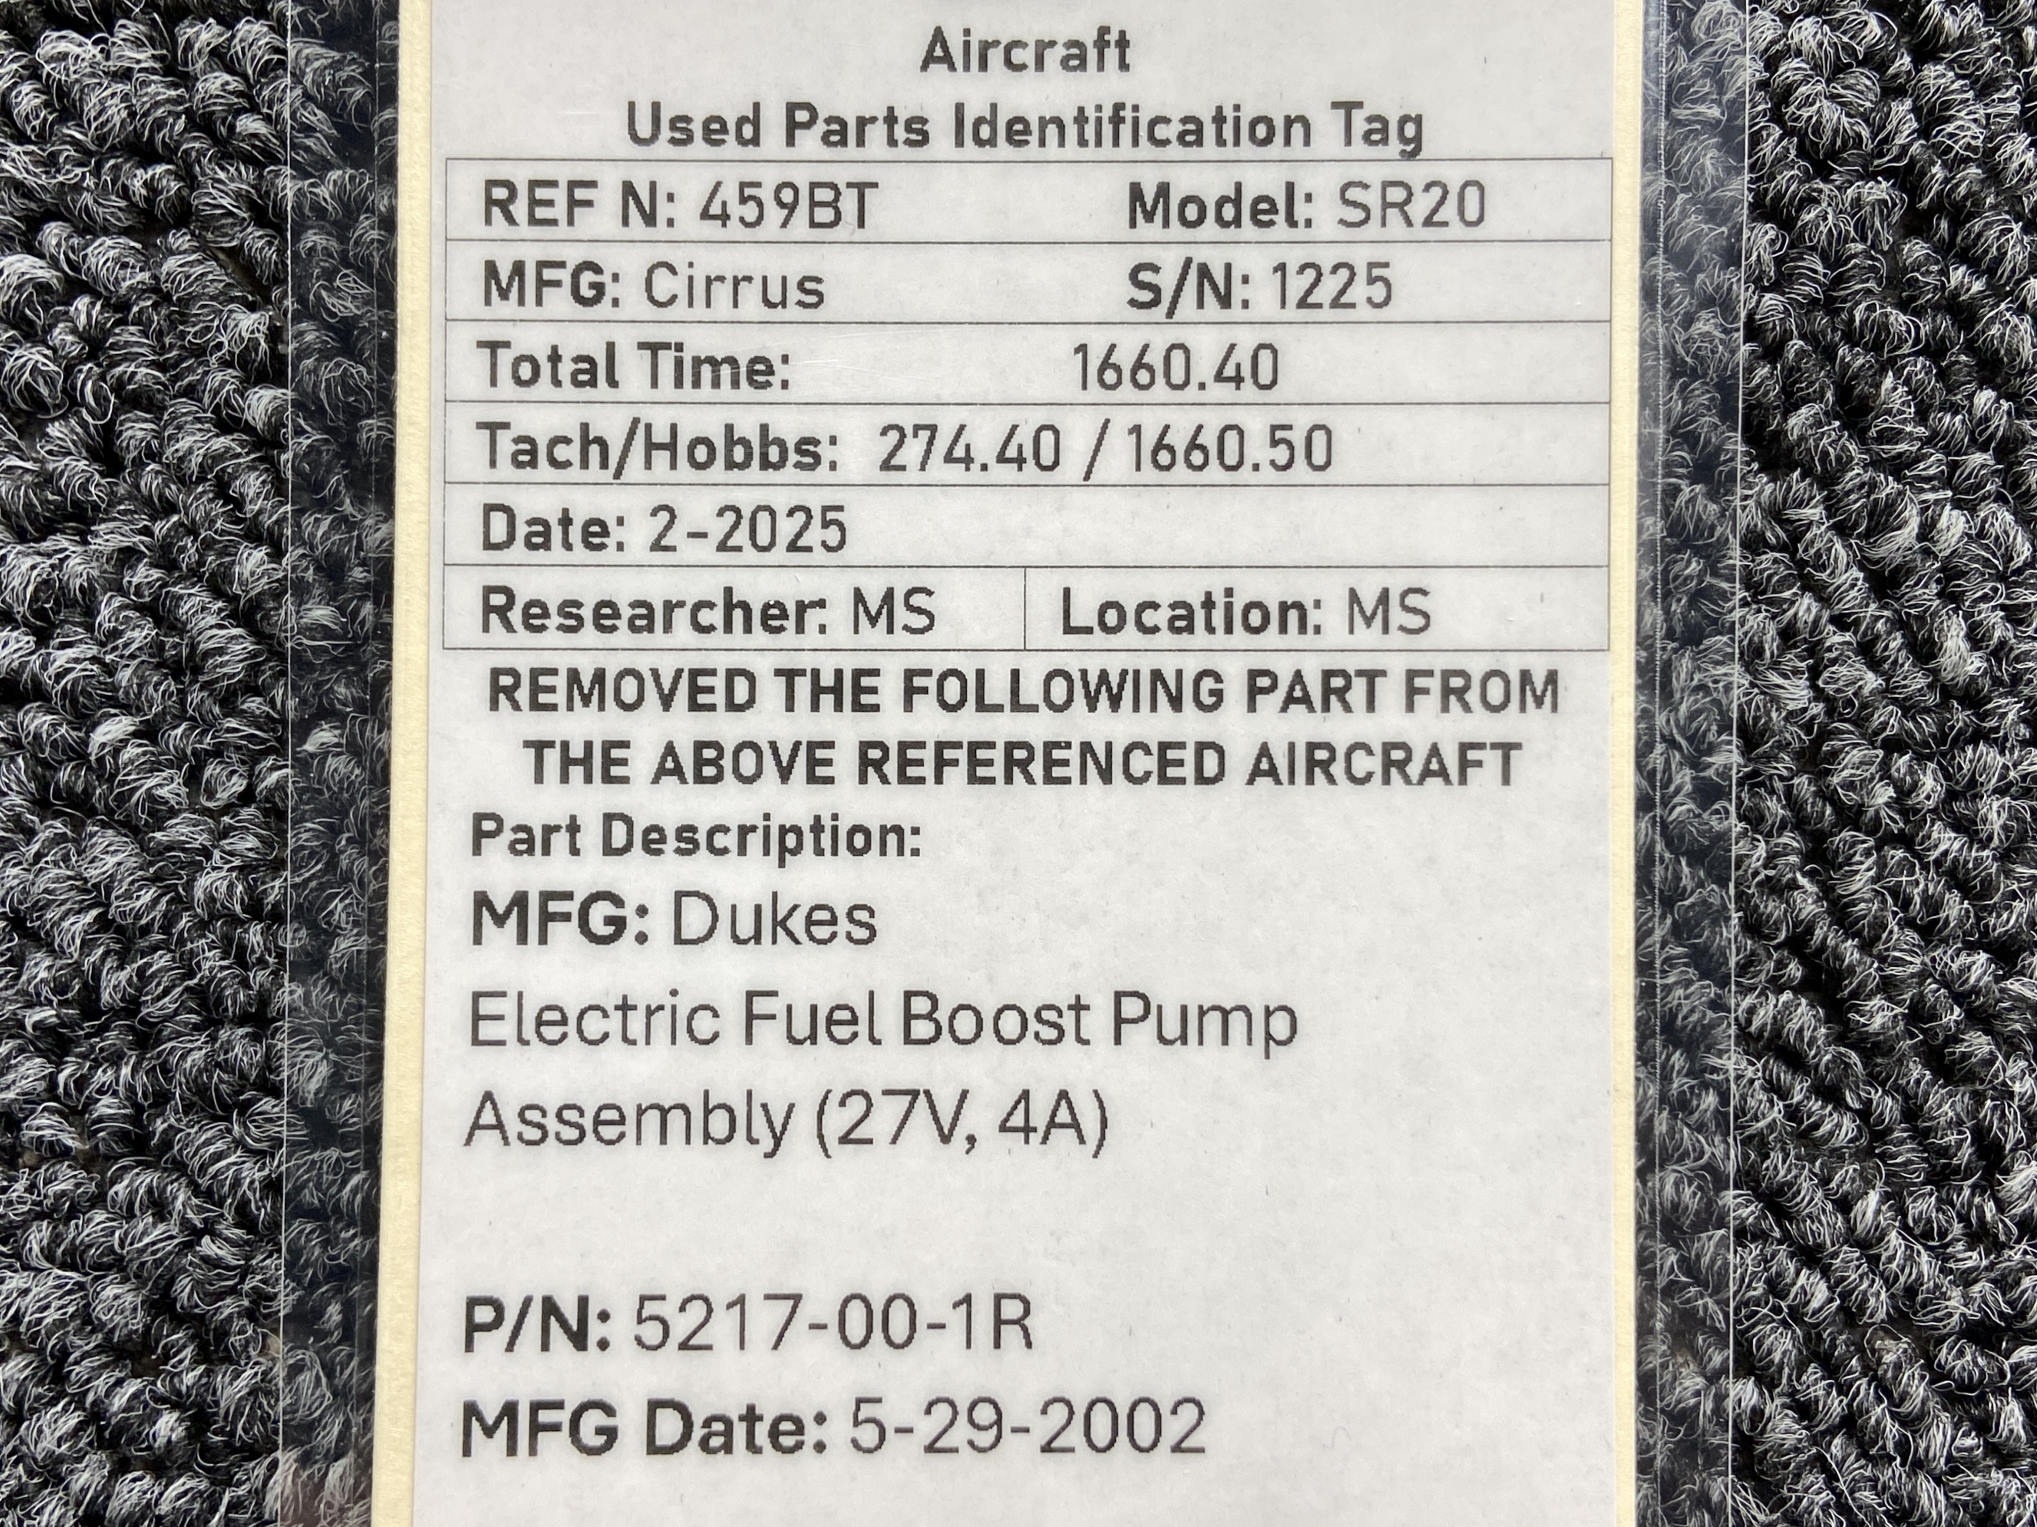 Aircraft
Used Parts Identification Tag
REF N: 459BT Model: SR20
MFG: Cirrus S/N: 1225
Total Time: 1660.40
Tach/Hobbs: 274.40 / 1660.50
Date: 2-2025
Researcher: MS Location: MS
REMOVED THE FOLLOWING PART FROM
THE ABOVE REFERENCED AIRCRAFT
Part Description:
MFG: Dukes
Electric Fuel Boost Pump
Assembly (27V, 4A)
P/N: 5217-00-1R
MFG Date: 5-29-2002